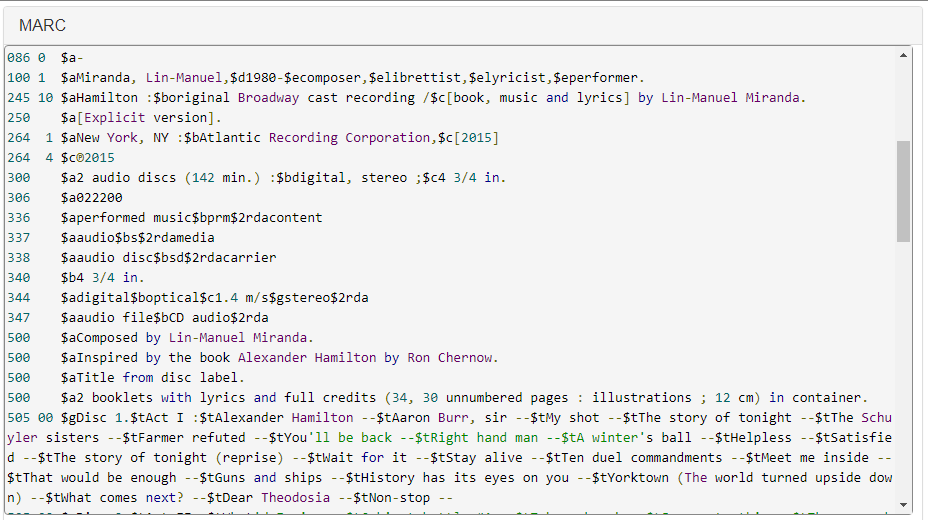 MARC
086 0  $a-
100 1  $aMiranda, Lin-Manuel,$d1980-$ecomposer,$elibrettist,$elyricist,$eperformer.
245 10 $aHamilton :$boriginal Broadway cast recording /$c[book, music and lyrics] by Lin-Manuel Miranda.
250    $a[Explicit version].
264  1 $aNew York, NY :$bAtlantic Recording Corporation,$c[2015]
264  4 $c℗2015
300    $a2 audio discs (142 min.) :$bdigital, stereo ;$c4 3/4 in.
306    $a022200
336    $aperformed music$bprm$2rdacontent
337    $aaudio$bs$2rdamedia
338    $aaudio disc$bsd$2rdacarrier
340    $b4 3/4 in.
344    $adigital$boptical$c1.4 m/s$gstereo$2rda
347    $aaudio file$bCD audio$2rda
500    $aComposed by Lin-Manuel Miranda.
500    $aInspired by the book Alexander Hamilton by Ron Chernow.
500    $aTitle from disc label.
500    $a2 booklets with lyrics and full credits (34, 30 unnumbered pages : illustrations ; 12 cm) in container.
505 00 $gDisc 1.$tAct I :$tAlexander Hamilton --$tAaron Burr, sir --$tMy shot --$tThe story of tonight --$tThe Schu
yler sisters --$tFarmer refuted --$tYou'll be back --$tRight hand man --$tA winter's ball --$tHelpless --$tSatisfie
d --$tThe story of tonight (reprise) --$tWait for it --$tStay alive --$tTen duel commandments --$tMeet me inside --
$tThat would be enough --$tGuns and ships --$tHistory has its eyes on you --$tYorktown (The world turned upside dow
n) --$tWhat comes next? --$tDear Theodosia --$tNon-stop --